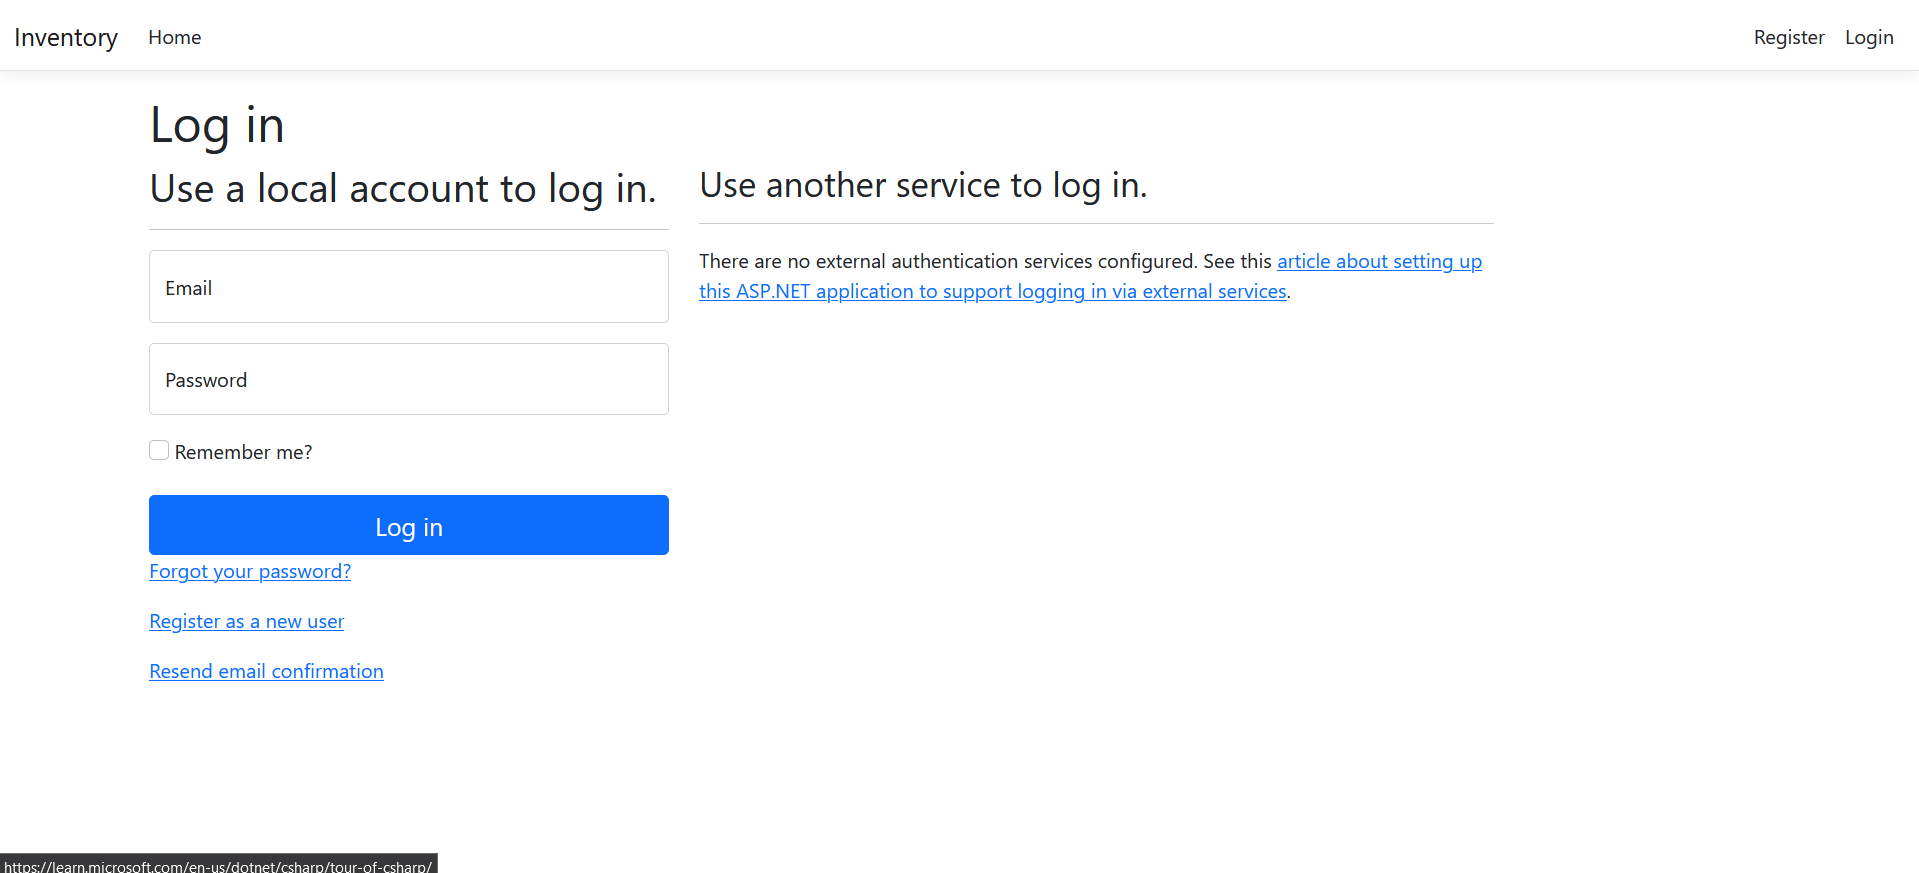 Inventory Home Register Login
Log in
Use a local account to log in.
Email
Password
Remember me?
Log in
Forgot your password?
Register as a new user
Resend email confirmation
Use another service to log in.
There are no external authentication services configured. See this article about setting up
this ASP.NET application to support logging in via external services.
https://learn.microsoft.com/en-us/dotnet/csharp/tour-of-csharp/